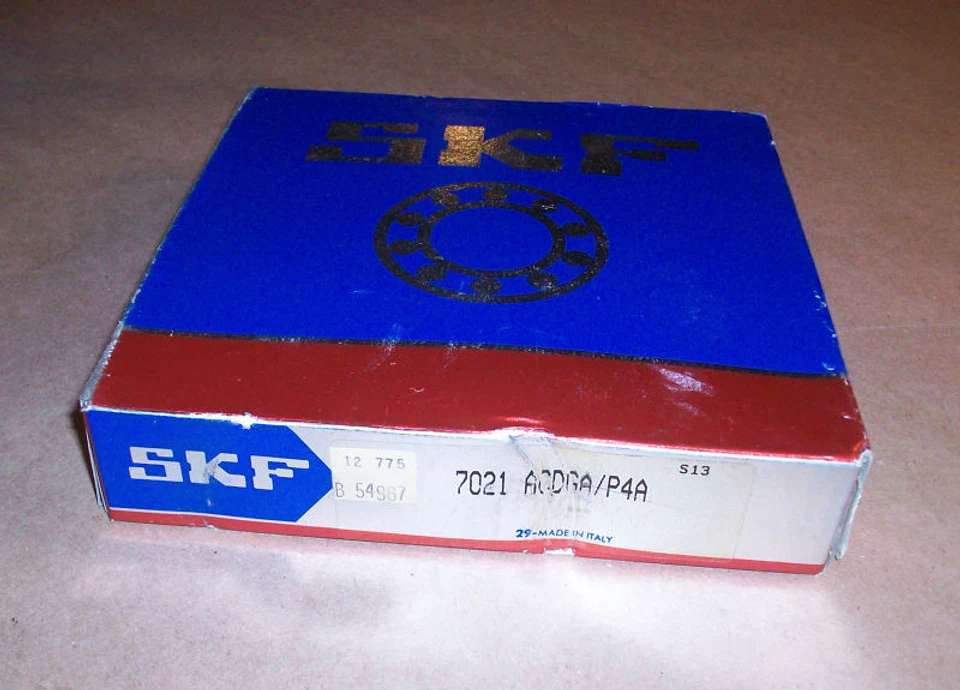 SKF
SKF
12 775
B 54967
7021 ACDGA/P4A
S13
29-MADE IN ITALY